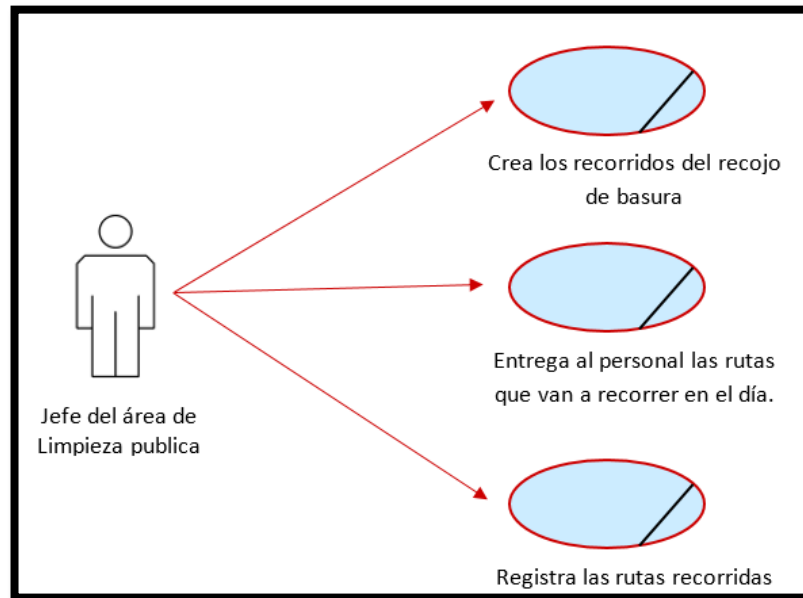 Crea los recorridos del recojo
de basura
Entrega al personal las rutas
que van a recorrer en el día.
Jefe del área de
Limpieza publica
Registra las rutas recorridas